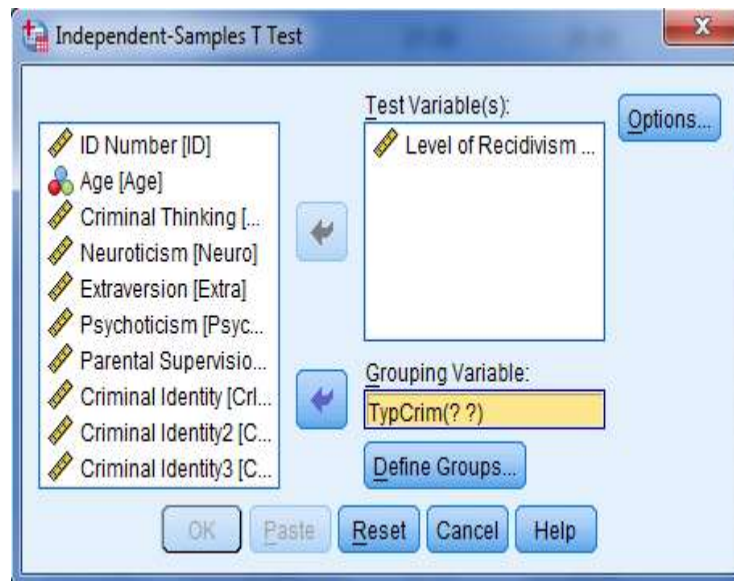 Independent-Samples T Test
ID Number [ID]
Age [Age]
Criminal Thinking [...
Neuroticism [Neuro]
Extraversion [Extra]
Psychoticism [Psyc...
Parental Supervisio...
Criminal Identity [CrI...
Criminal Identity2 [C...
Criminal Identity3 [C...
Test Variable(s):
Level of Recidivism ...
Options...
Grouping Variable:
TypCrim(? ?)
Define Groups...
OK Paste Reset Cancel Help